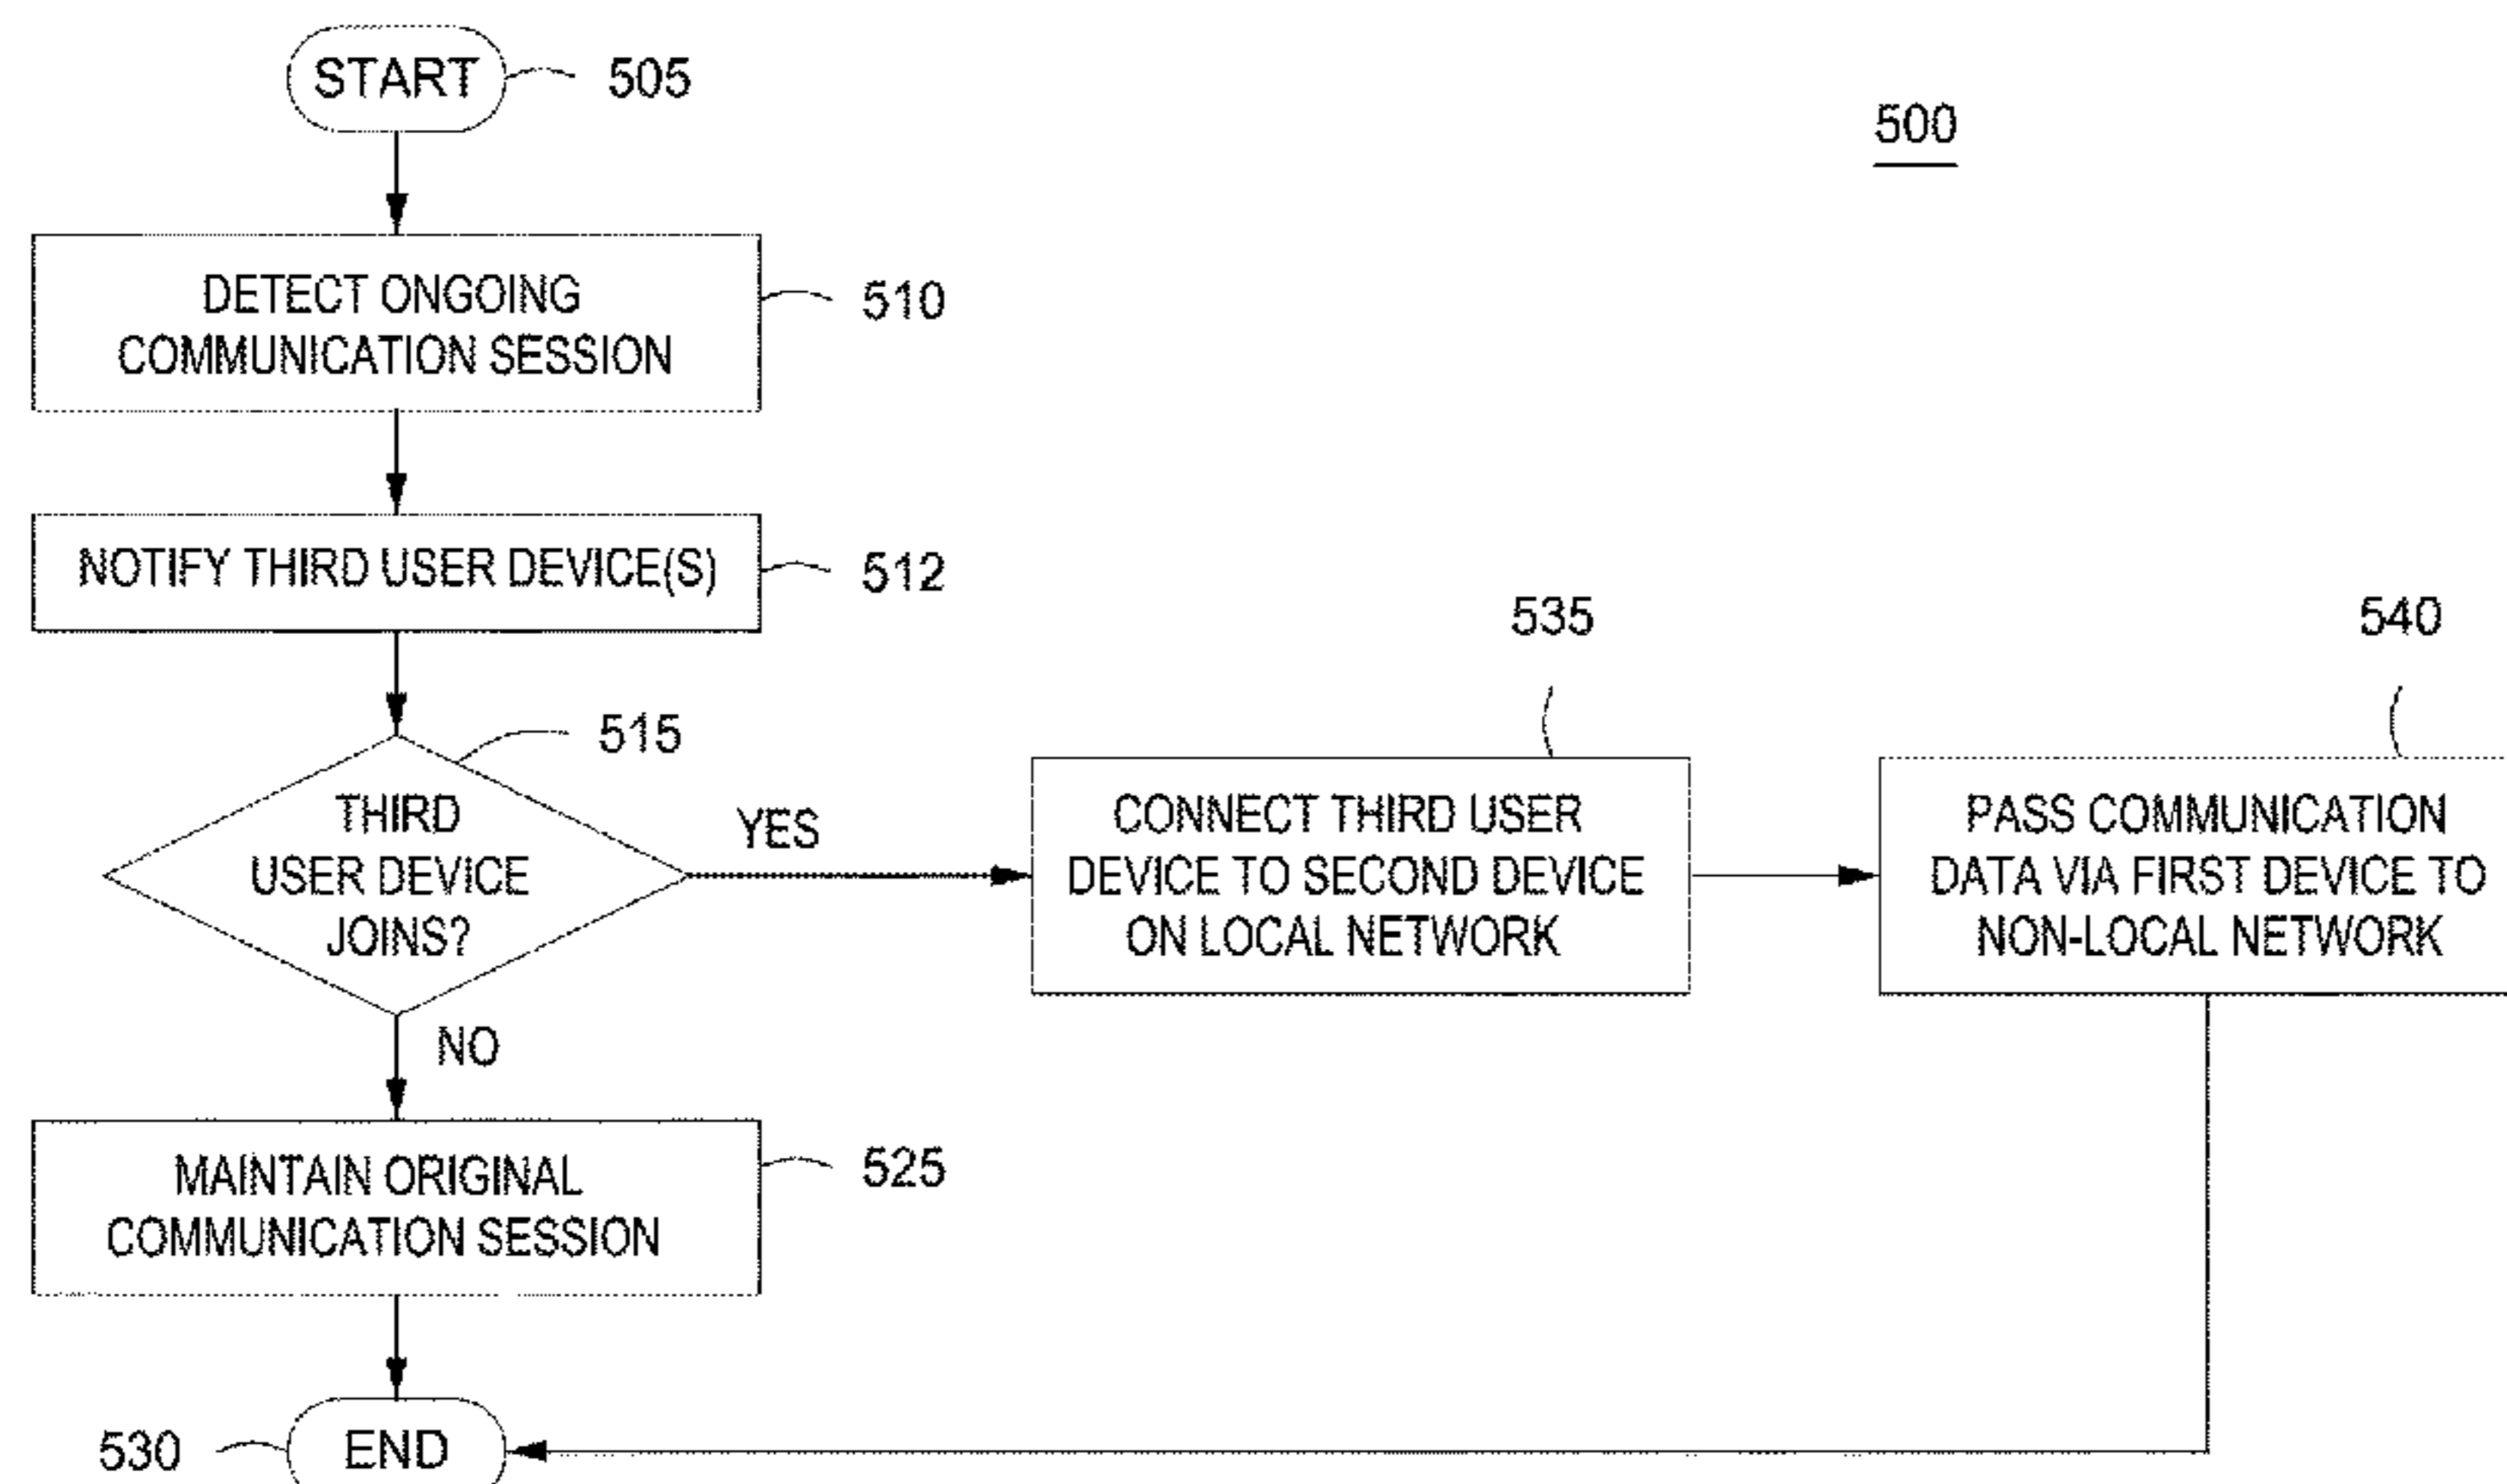 START
505
500
DETECT ONGOING
COMMUNICATION SESSION
510
NOTIFY THIRD USER DEVICE(S)
512
535
540
515
THIRD
USER DEVICE
JOINS?
YES
CONNECT THIRD USER
DEVICE TO SECOND DEVICE
ON LOCAL NETWORK
PASS COMMUNICATION
DATA VIA FIRST DEVICE TO
NON-LOCAL NETWORK
NO
MAINTAIN ORIGINAL
COMMUNICATION SESSION
525
530
END